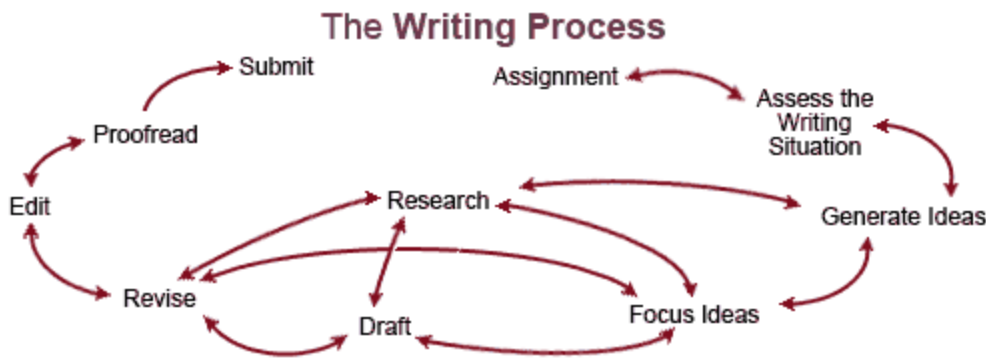 The Writing Process
Submit
Assignment
Assess the
Writing
Situation
Proofread
Edit
Research
Generate Ideas
Revise
Draft
Focus Ideas